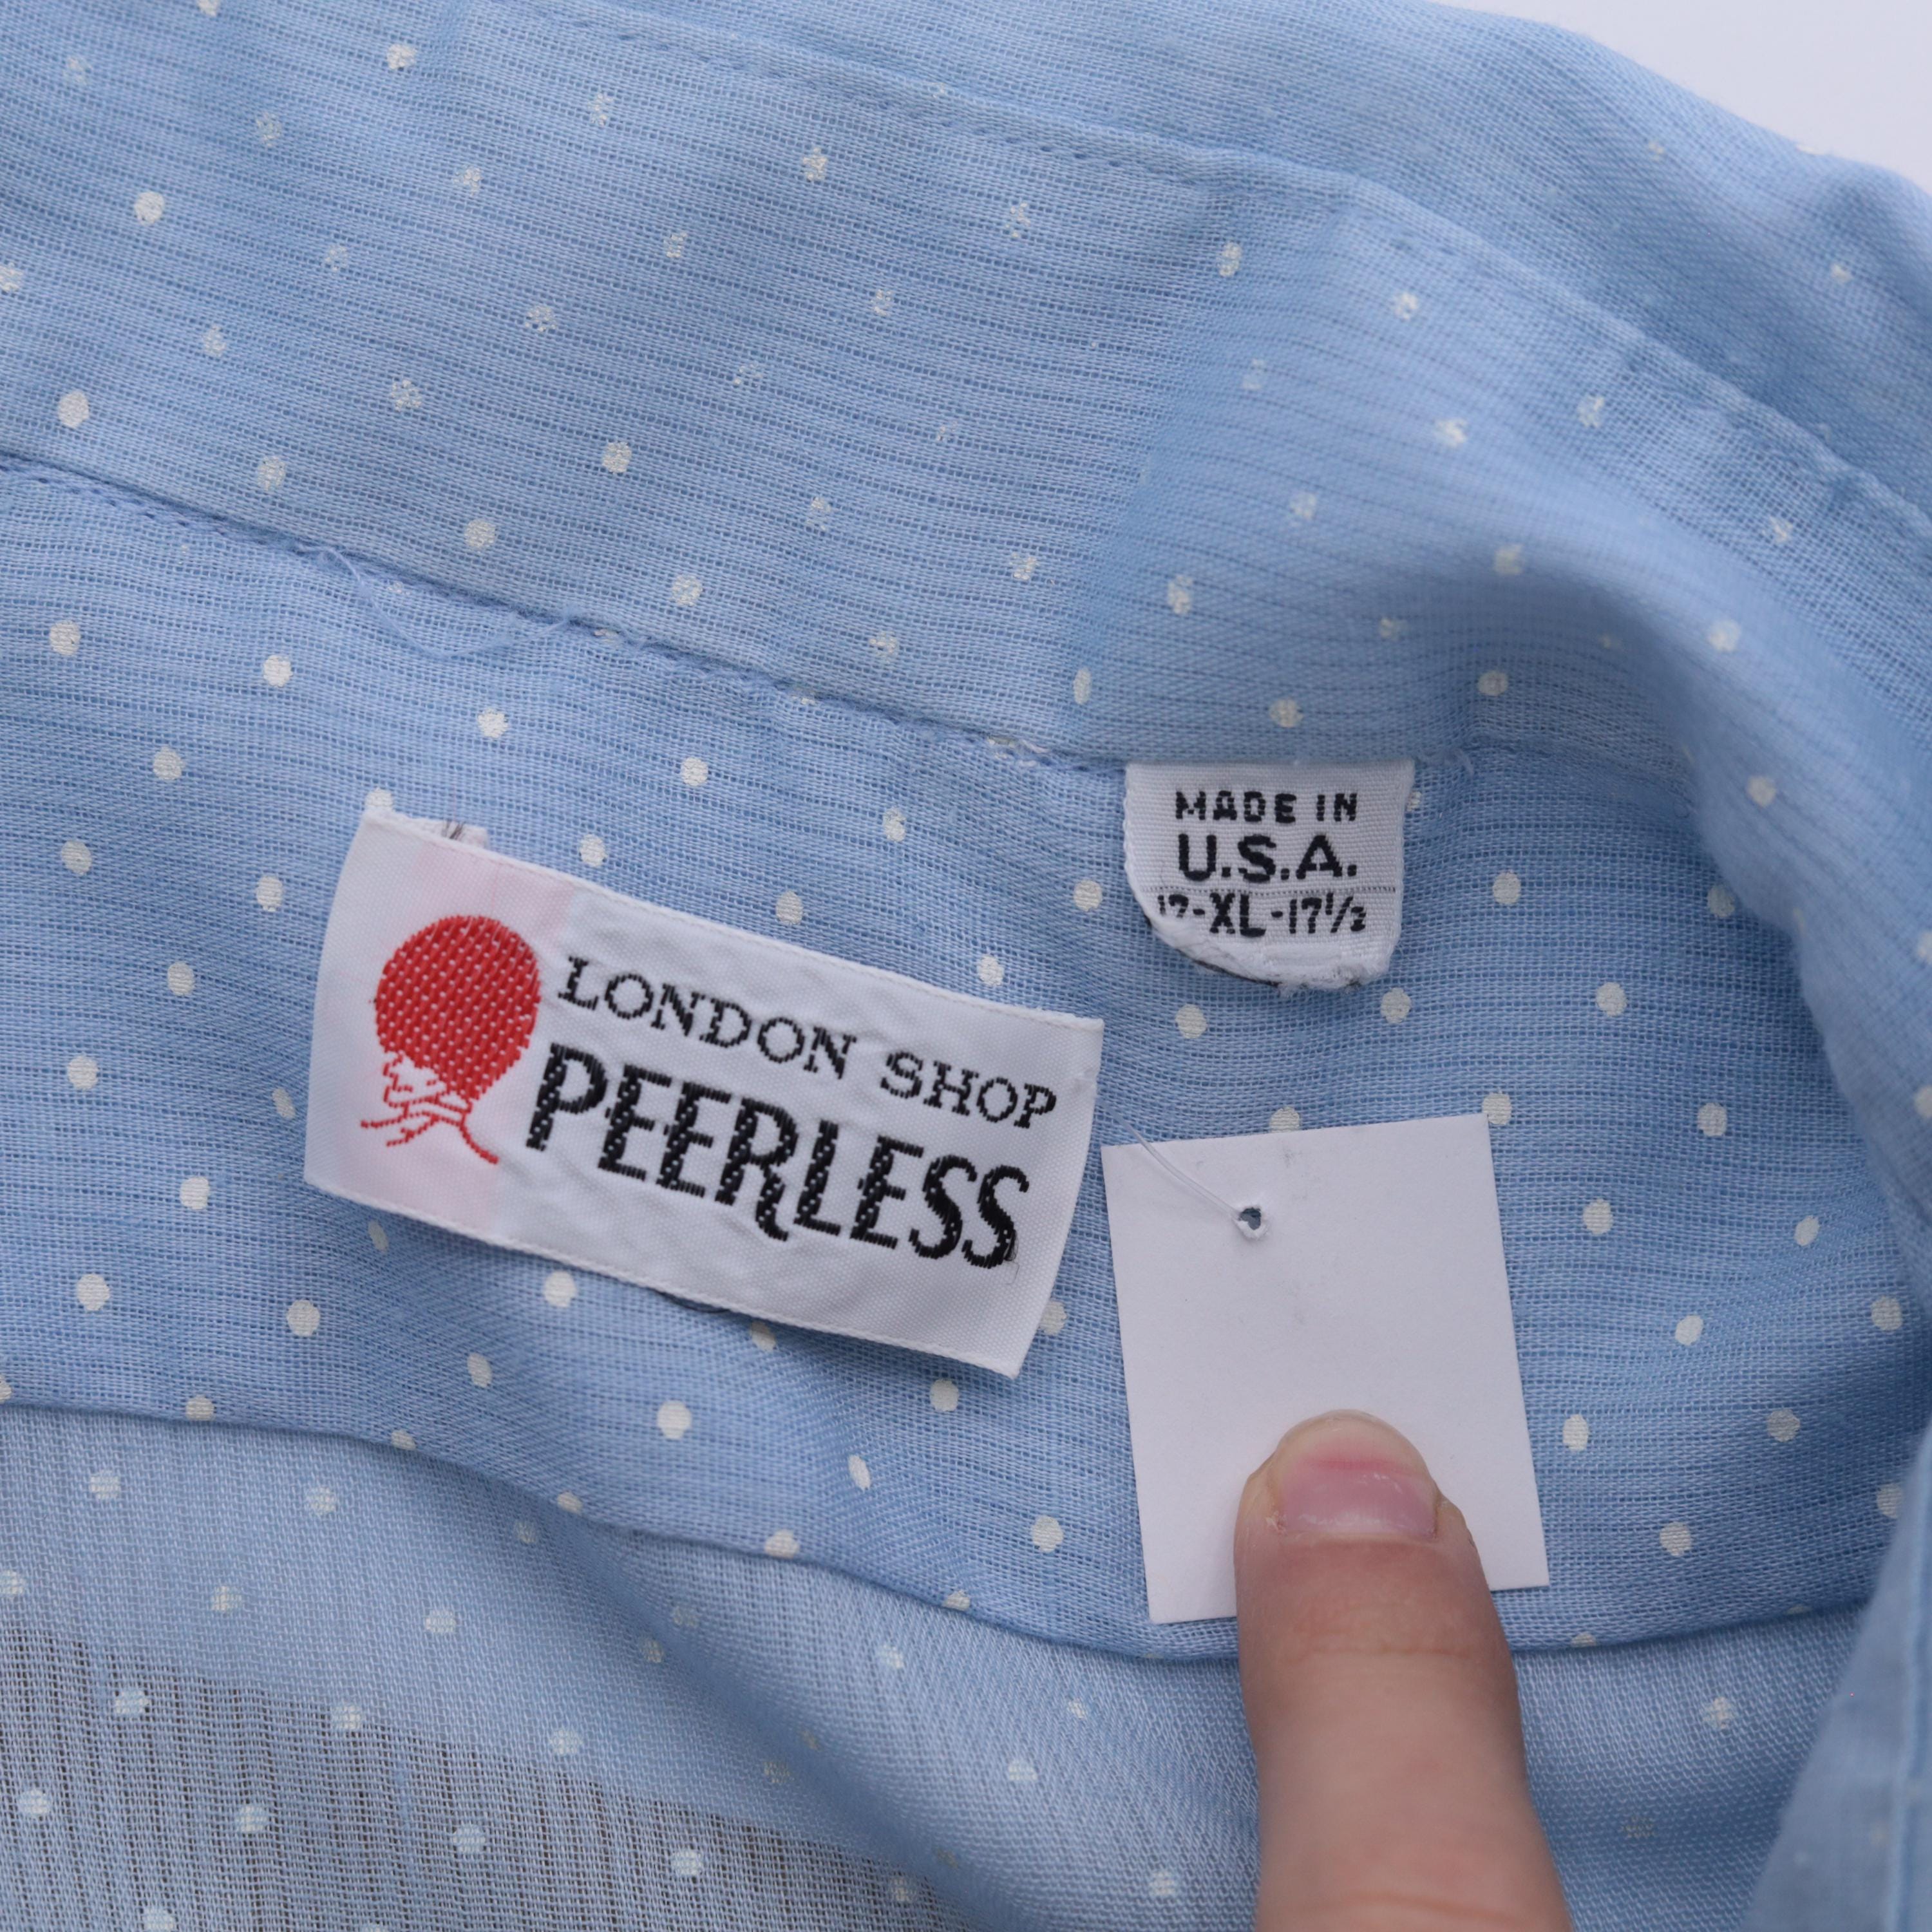 MADE IN
U.S.A.
17-XL-17½
LONDON SHOP
PEERLESS